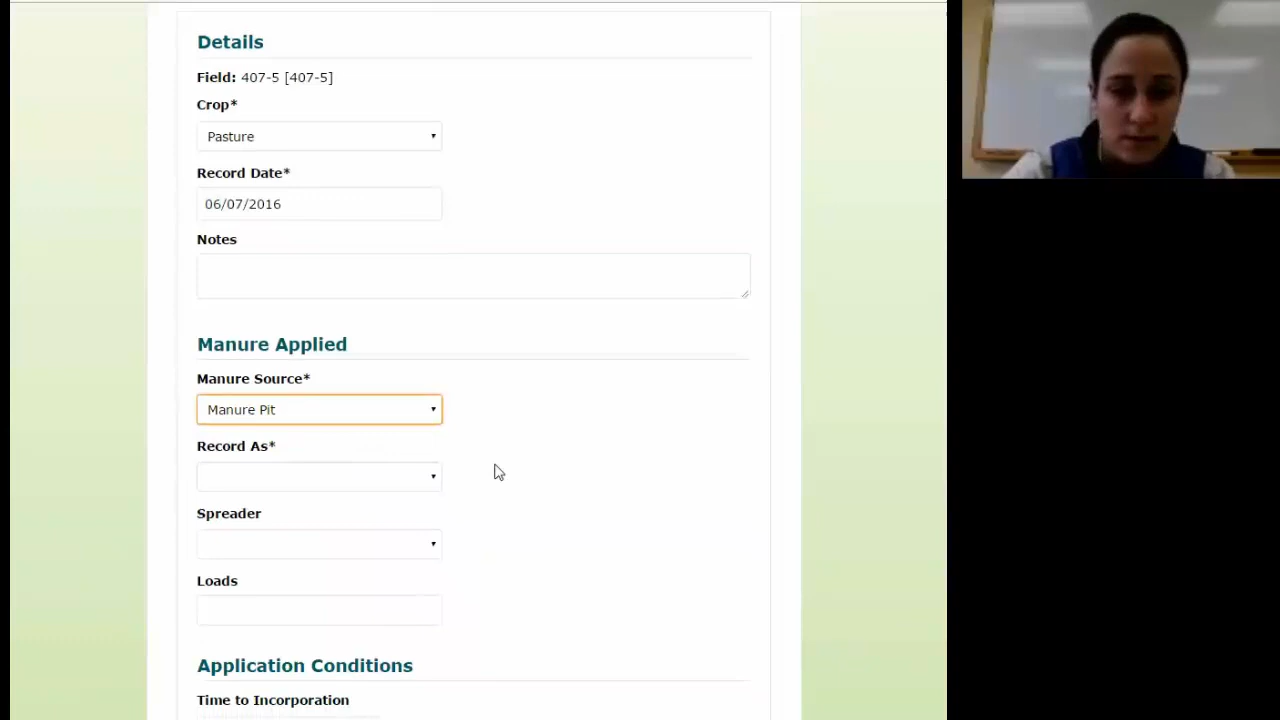 Details
Field: 407-5 [407-5]
Crop*
Pasture
Record Date*
06/07/2016
Notes
Manure Applied
Manure Source*
Manure Pit
Record As*
Spreader
Loads
Application Conditions
Time to Incorporation